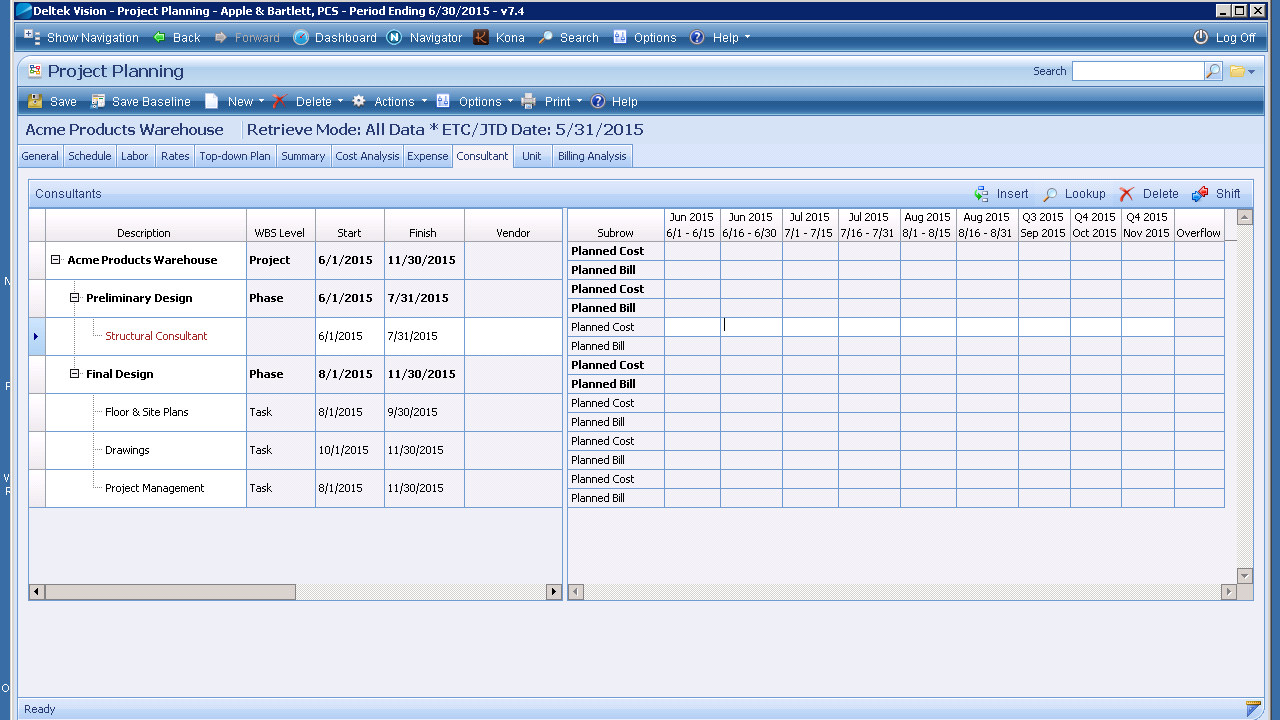 Deltek Vision - Project Planning - Apple & Bartlett, PCS - Period Ending 6/30/2015 - v7.4
Show Navigation Back Forward Dashboard Navigator Kona Search Options Help Log Off
Project Planning Search
Save Save Baseline New Delete Actions Options Print Help
Acme Products Warehouse Retrieve Mode: All Data * ETC/JTD Date: 5/31/2015
General Schedule Labor Rates Top-down Plan Summary Cost Analysis Expense Consultant Unit Billing Analysis
Consultants Insert Lookup Delete Shift
Jun 2015 Jun 2015 Jul 2015 Jul 2015 Aug 2015 Aug 2015 Q3 2015 Q4 2015 Q4 2015
Description WBS Level Start Finish Vendor Subrow 6/1 - 6/15 6/16 - 6/30 7/1 - 7/15 7/16 - 7/31 8/1 - 8/15 8/16 - 8/31 Sep 2015 Oct 2015 Nov 2015 Overflow
Acme Products Warehouse Project 6/1/2015 11/30/2015 Planned Cost
Planned Bill
Preliminary Design Phase 6/1/2015 7/31/2015 Planned Cost
Planned Bill
Structural Consultant 6/1/2015 7/31/2015 Planned Cost
Planned Bill
Final Design Phase 8/1/2015 11/30/2015 Planned Cost
Planned Bill
Floor & Site Plans Task 8/1/2015 9/30/2015 Planned Cost
Planned Bill
Drawings Task 10/1/2015 11/30/2015 Planned Cost
Planned Bill
Project Management Task 8/1/2015 11/30/2015 Planned Cost
Planned Bill
Ready